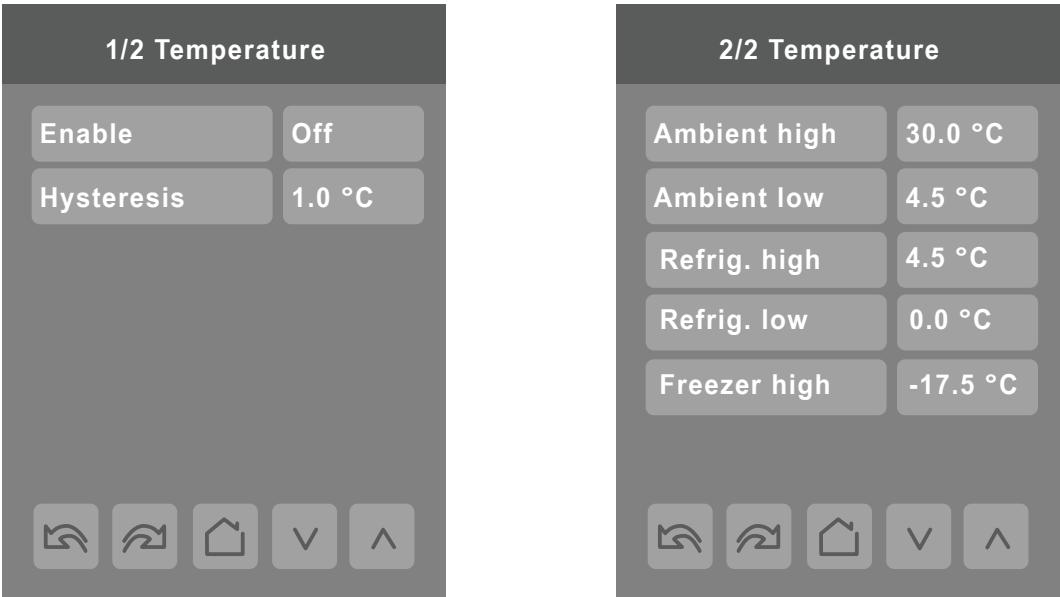 1/2 Temperature
Enable Off
Hysteresis 1.0 °C
2/2 Temperature
Ambient high 30.0 °C
Ambient low 4.5 °C
Refrig. high 4.5 °C
Refrig. low 0.0 °C
Freezer high -17.5 °C